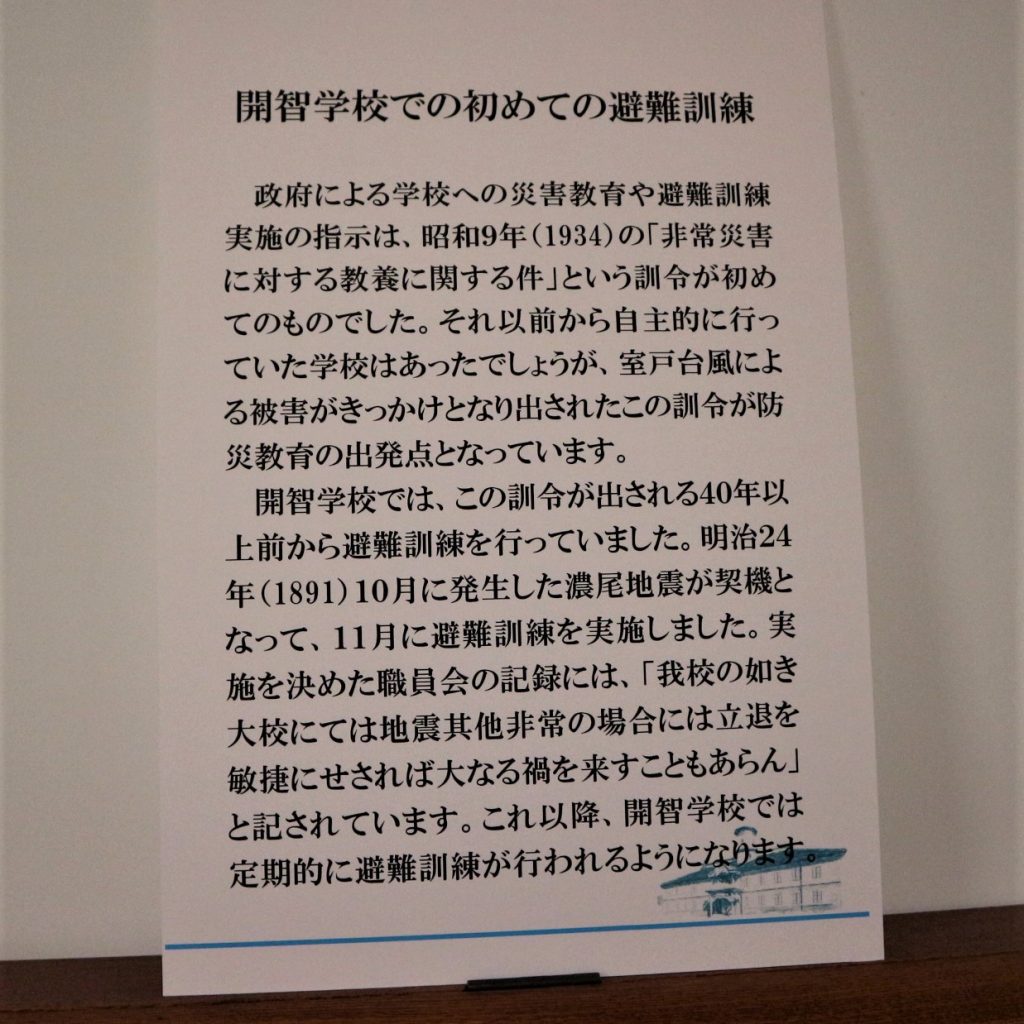 開智学校での初めての避難訓練
政府による学校への災害教育や避難訓練
実施の指示は、昭和9年(1934)の「非常災害
に対する教養に関する件」という訓令が初め
てのものでした。それ以前から自主的に行っ
ていた学校はあったでしょうが、室戸台風によ
る被害がきっかけとなり出されたこの訓令が防
災教育の出発点となっています。
開智学校では、この訓令が出される40年以
上前から避難訓練を行っていました。明治24
年(1891)10月に発生した濃尾地震が契機と
なって、11月に避難訓練を実施しました。実
施を決めた職員会の記録には、「我校の如き
大校にては地震其他非常の場合には立退を
敏捷にせされば大なる禍を来すこともあらん」
と記されています。これ以降、開智学校では
定期的に避難訓練が行われるようになります。